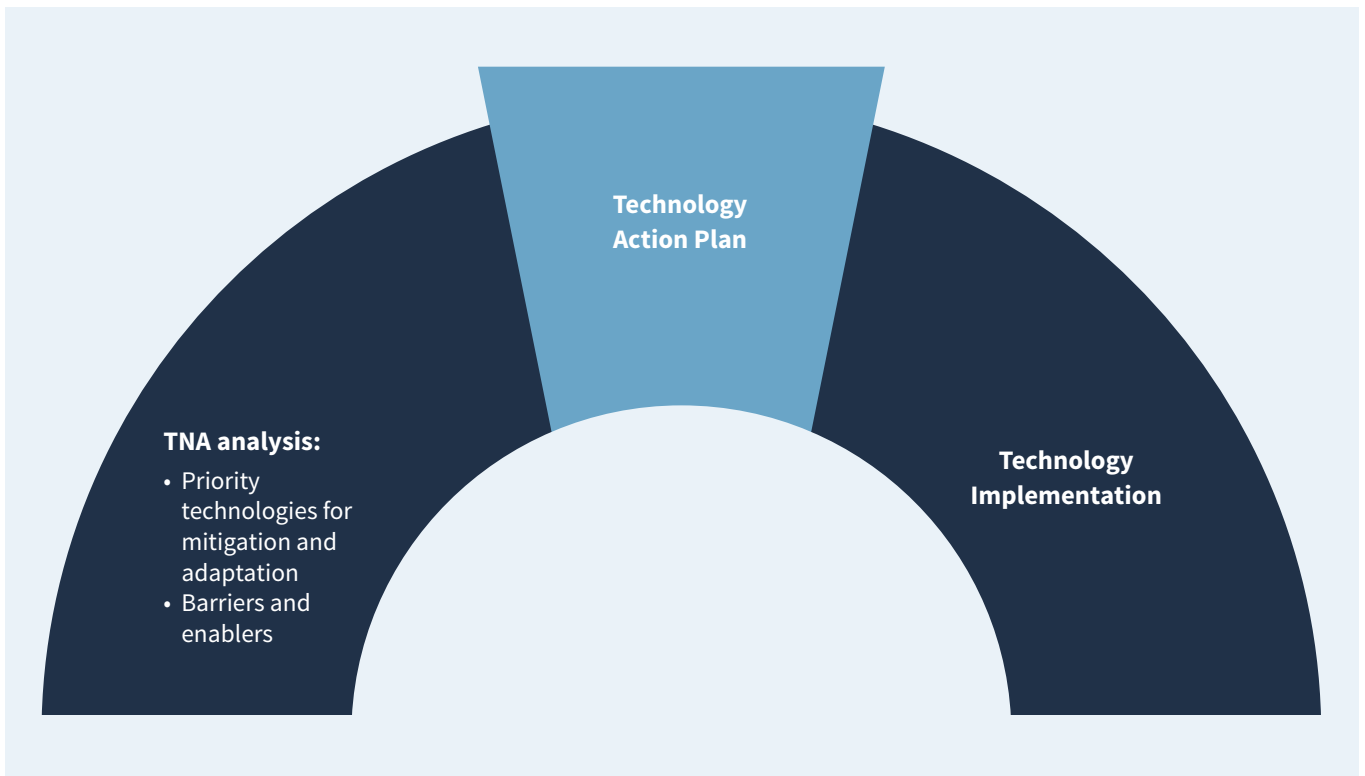 Technology
Action Plan
TNA analysis:
• Priority
technologies for
mitigation and
adaptation
• Barriers and
enablers
Technology
Implementation